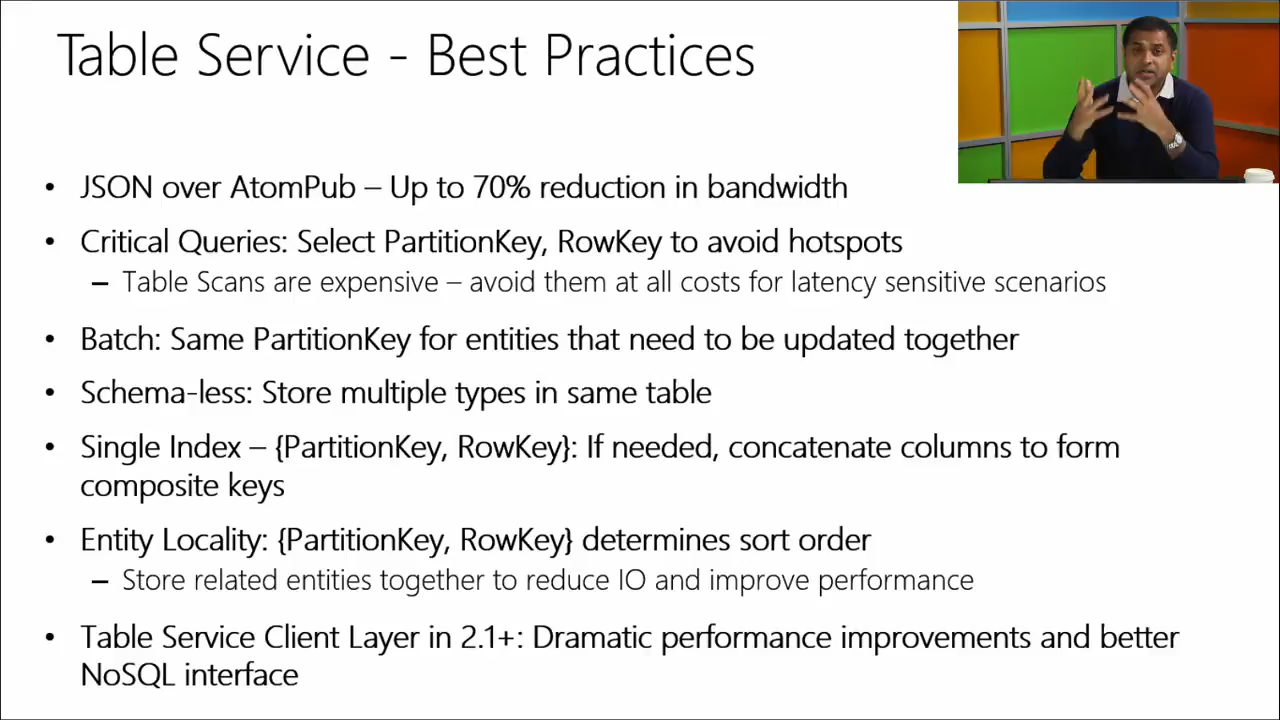 Table Service - Best Practices
• JSON over AtomPub – Up to 70% reduction in bandwidth
• Critical Queries: Select PartitionKey, RowKey to avoid hotspots
– Table Scans are expensive – avoid them at all costs for latency sensitive scenarios
• Batch: Same PartitionKey for entities that need to be updated together
• Schema-less: Store multiple types in same table
• Single Index – {PartitionKey, RowKey}: If needed, concatenate columns to form
composite keys
• Entity Locality: {PartitionKey, RowKey} determines sort order
– Store related entities together to reduce IO and improve performance
• Table Service Client Layer in 2.1+: Dramatic performance improvements and better
NoSQL interface